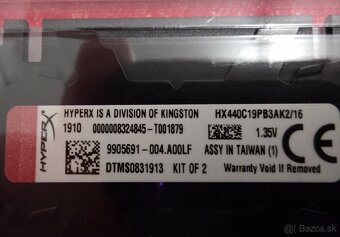 HYPERX IS A DIVISION OF KINGSTON
HX440C19PB3AK2/16
1910 0000008324845-T001879
1.35V
9905691-004.A00LF
ASSY IN TAIWAN (1)
DTMS0831913 KIT OF 2
Warranty Void If Removed
HYPERX
bazos.sk